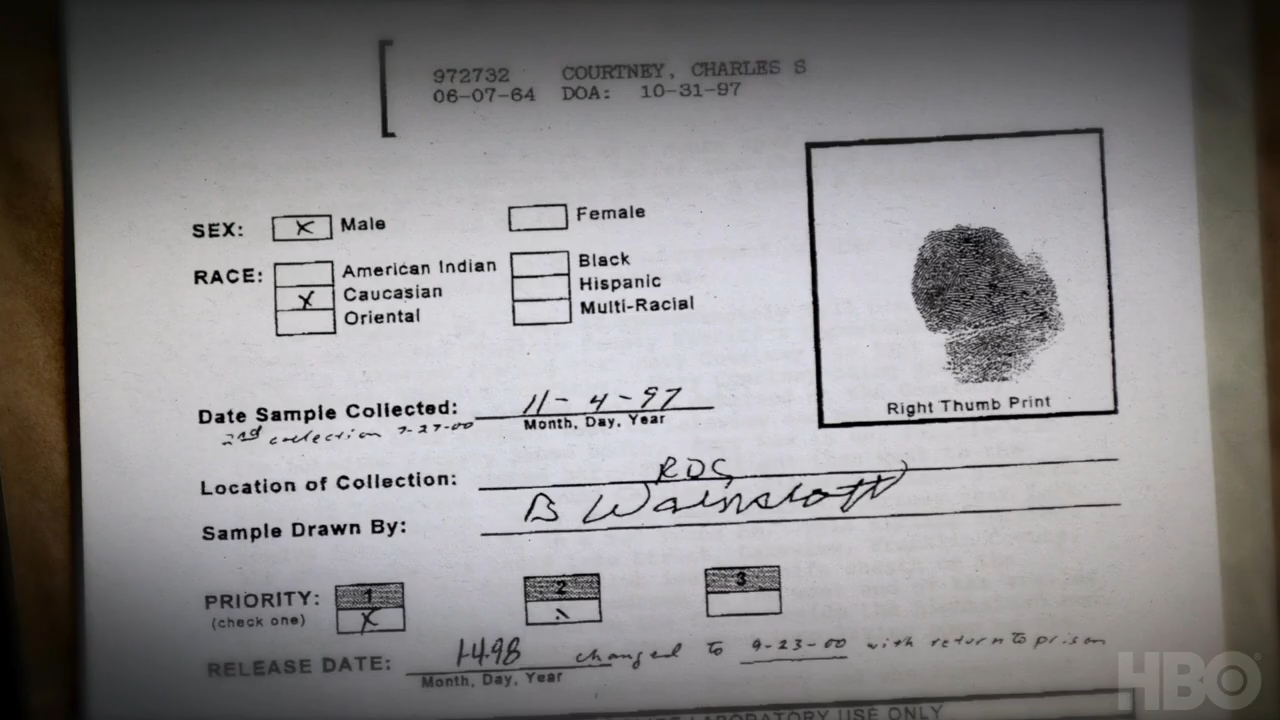 972732 COURTNEY, CHARLES S
06-07-64 DOA: 10-31-97
SEX: X Male Female
RACE: American Indian Black
X Caucasian Hispanic
Oriental Multi-Racial
Right Thumb Print
Date Sample Collected: 11-4-97
2nd collection 7-27-00 Month, Day, Year
Location of Collection: RDC
Sample Drawn By: B Wainscott
PRIORITY: 1 2 3
(check one) X
RELEASE DATE: 1-4-98 changed to 9-23-00 with return to prison
Month, Day, Year
LABORATORY USE ONLY
HBO